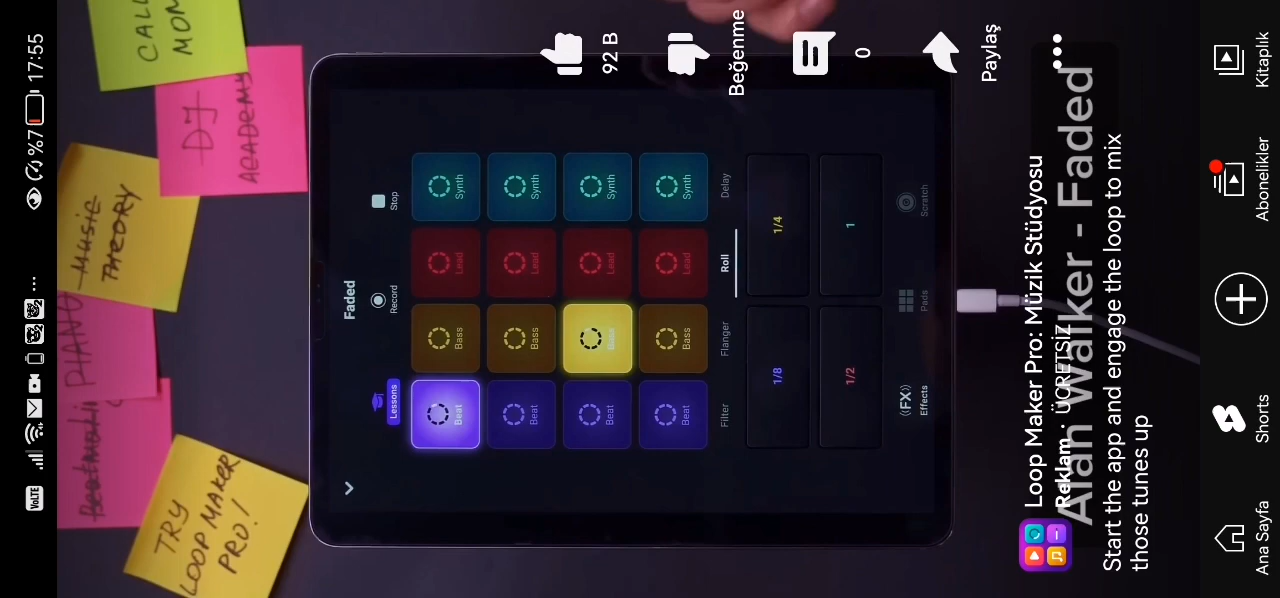 VoLTE
%7 17:55
CALL
MOM
DJ
ACADEMY
MUSIC
THEORY
PIANO
TRY
LOOP MAKER
PRO!
Faded
Lessons
Record
Stop
Beat
Bass
Lead
Synth
Beat
Bass
Lead
Synth
Beat
Bass
Lead
Synth
Beat
Bass
Lead
Synth
Filter
Flanger
Roll
Delay
1/8
1/4
1/2
1
(FX)
Effects
Pads
Scratch
92 B
Beğenme
0
Paylaş
Loop Maker Pro: Müzik Stüdyosu
Reklam · ÜCRETSİZ
Alan Walker - Faded
Start the app and engage the loop to mix
those tunes up
Ana Sayfa
Shorts
Abonelikler
Kitaplık